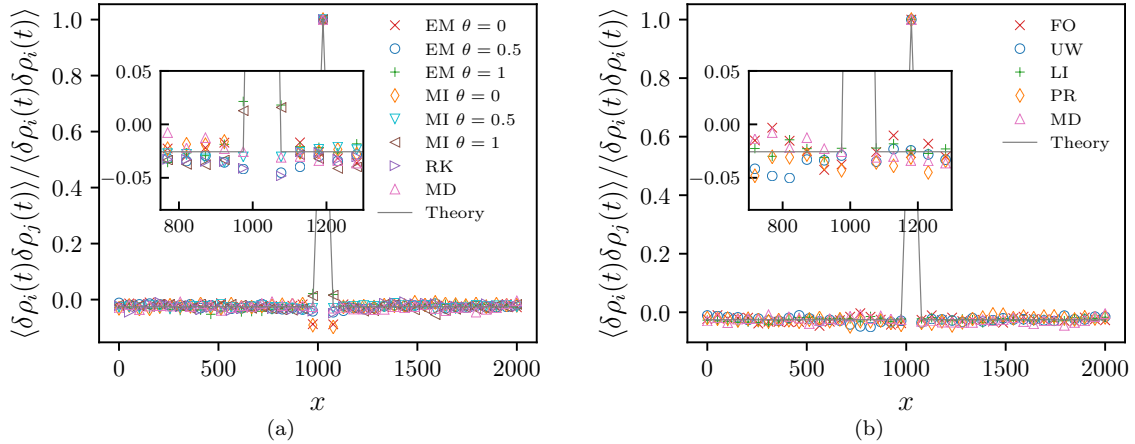 ⟨δρᵢ(t)δρⱼ(t)⟩/⟨δρᵢ(t)δρᵢ(t)⟩
1.0
0.8
0.6
0.4
0.2
0.0
0 500 1000 1500 2000
x
(a)
EM θ = 0
EM θ = 0.5
EM θ = 1
MI θ = 0
MI θ = 0.5
MI θ = 1
RK
MD
Theory
0.05
0.00
−0.05
800 1000 1200
⟨δρᵢ(t)δρⱼ(t)⟩/⟨δρᵢ(t)δρᵢ(t)⟩
1.0
0.8
0.6
0.4
0.2
0.0
0 500 1000 1500 2000
x
(b)
FO
UW
LI
PR
MD
Theory
0.05
0.00
−0.05
800 1000 1200